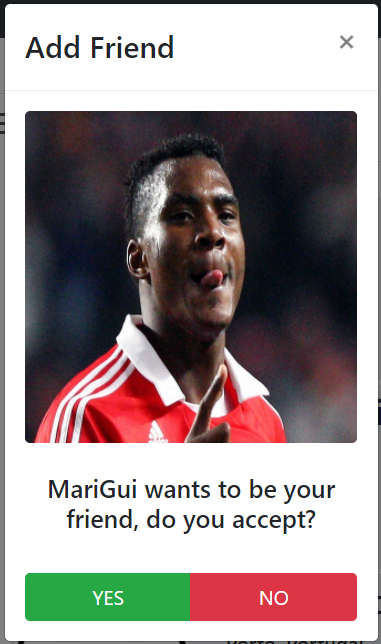 Add Friend
×
MariGui wants to be your
friend, do you accept?
YES
NO